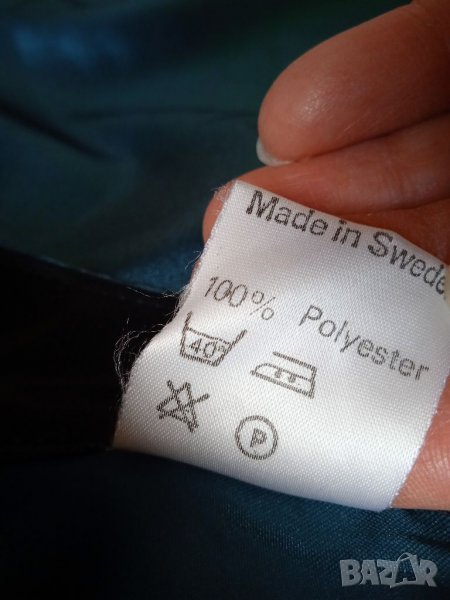 Made in Swede
100% Polyester
40°
P
BAZAR